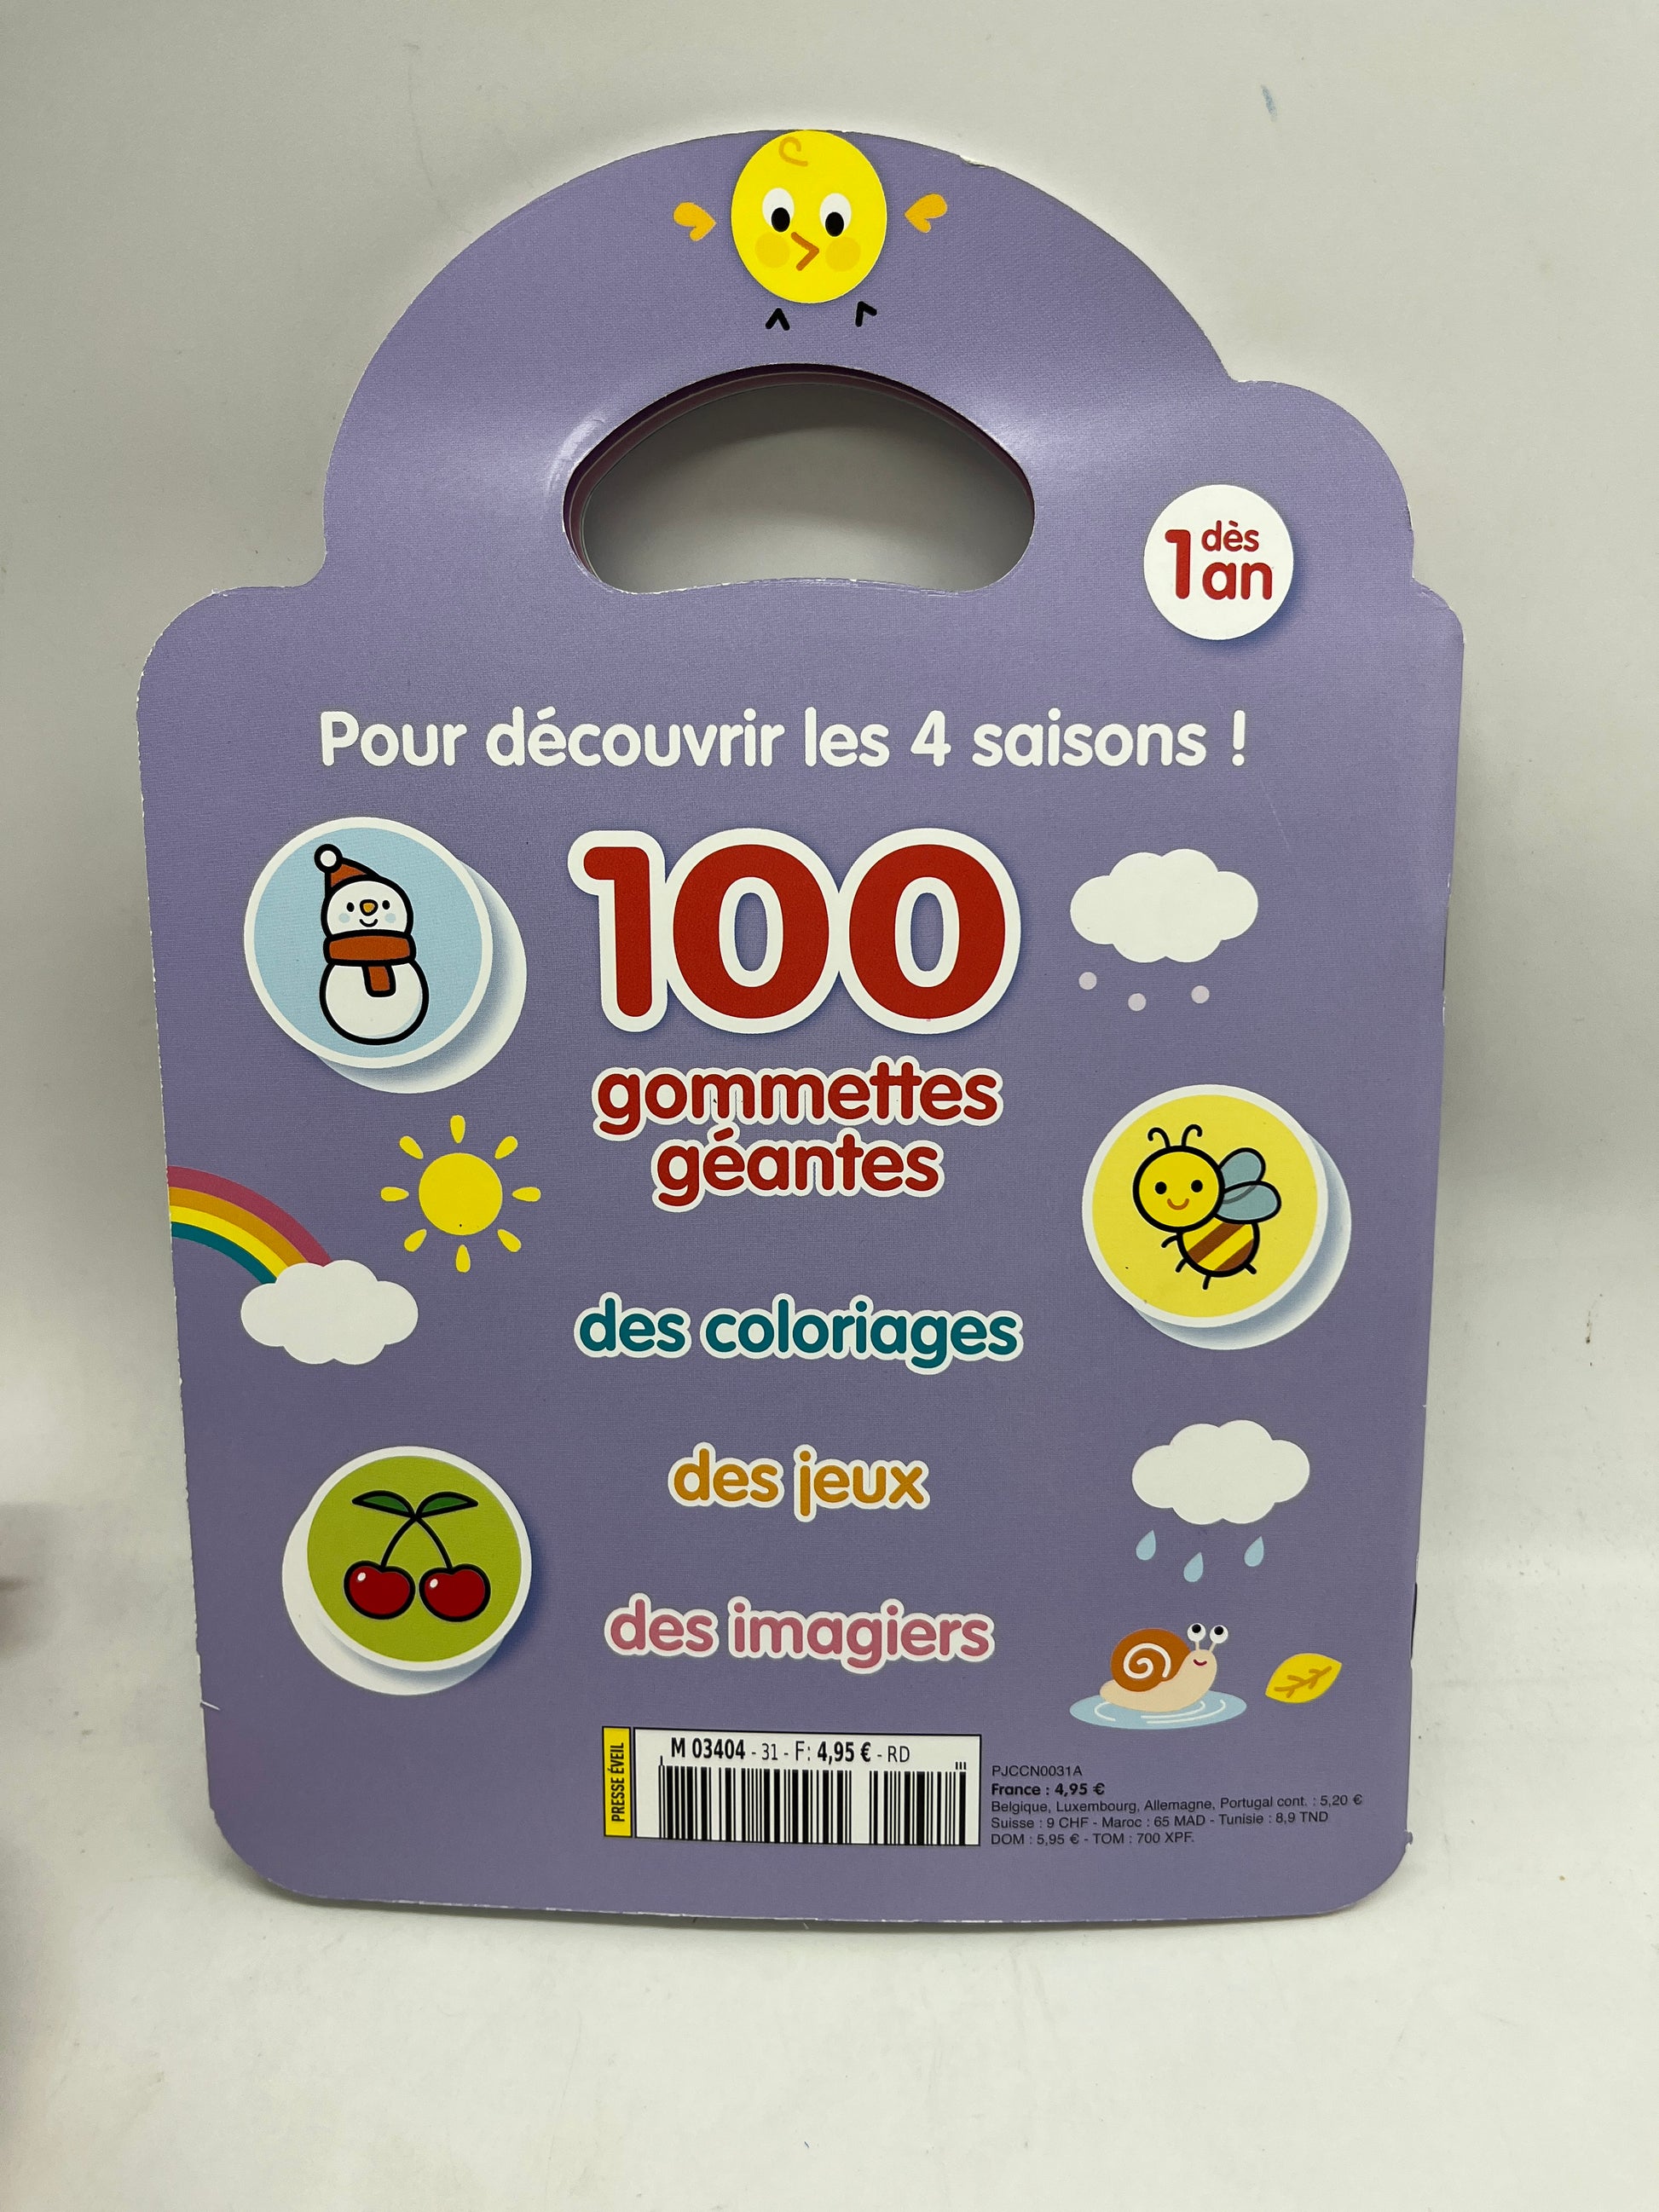 dès
1 an
Pour découvrir les 4 saisons !
100
gommettes
géantes
des coloriages
des jeux
des imagiers
PRESSE ÉVEIL
M 03404 - 31 - F: 4,95 € - RD
PJCCN0031A
France : 4,95 €
Belgique, Luxembourg, Allemagne, Portugal cont. : 5,20 €
Suisse : 9 CHF - Maroc : 65 MAD - Tunisie : 8,9 TND
DOM : 5,95 € - TOM : 700 XPF.